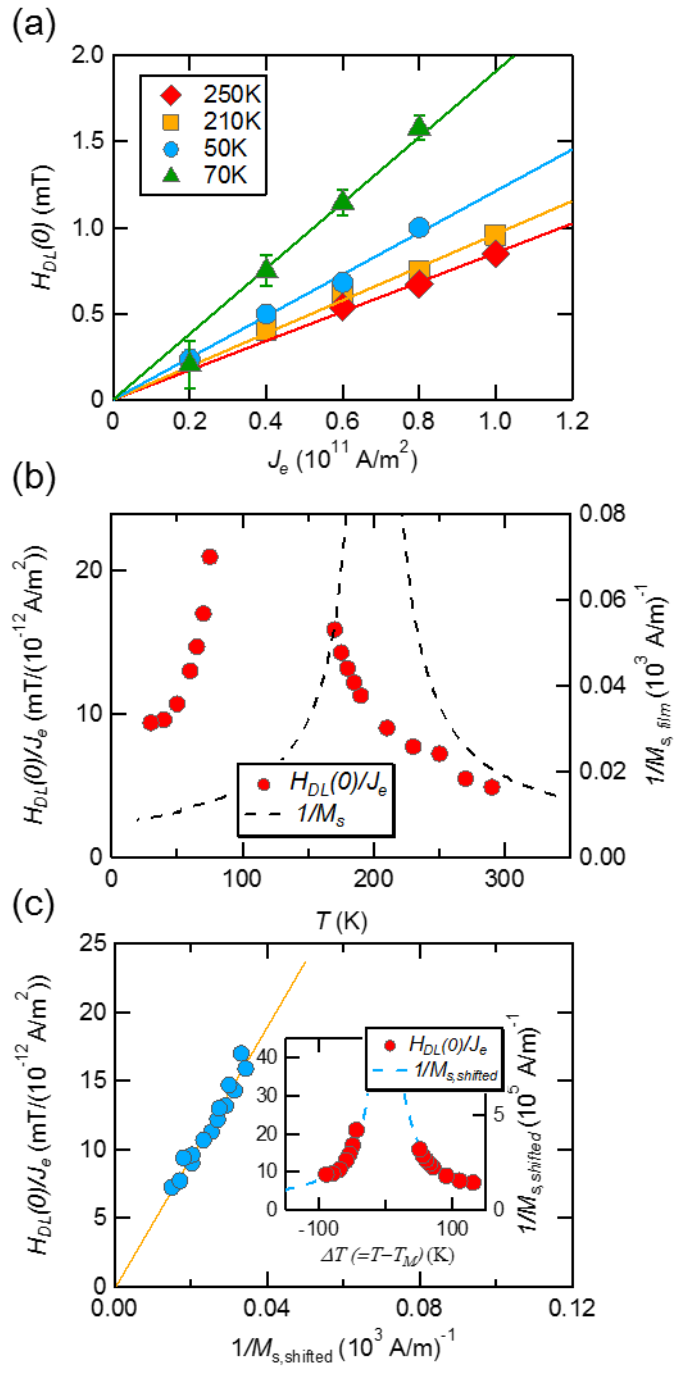 (a)
2.0
1.5
1.0
0.5
0
H_DL(0) (mT)
250K
210K
50K
70K
0 0.2 0.4 0.6 0.8 1.0 1.2
J_e (10^11 A/m^2)
(b)
20
10
0
H_DL(0)/J_e (mT/(10^-12 A/m^2))
0.08
0.06
0.04
0.02
0.00
1/M_s, film (10^3 A/m)^-1
H_DL(0)/J_e
1/M_s
0 100 200 300
T (K)
(c)
25
20
15
10
5
0
H_DL(0)/J_e (mT/(10^-12 A/m^2))
40
30
20
10
0
H_DL(0)/J_e
1/M_s,shifted
5
0
1/M_s,shifted (10^5 A/m)^-1
-100 100
ΔT (=T−T_M) (K)
0.00 0.04 0.08 0.12
1/M_s,shifted (10^3 A/m)^-1